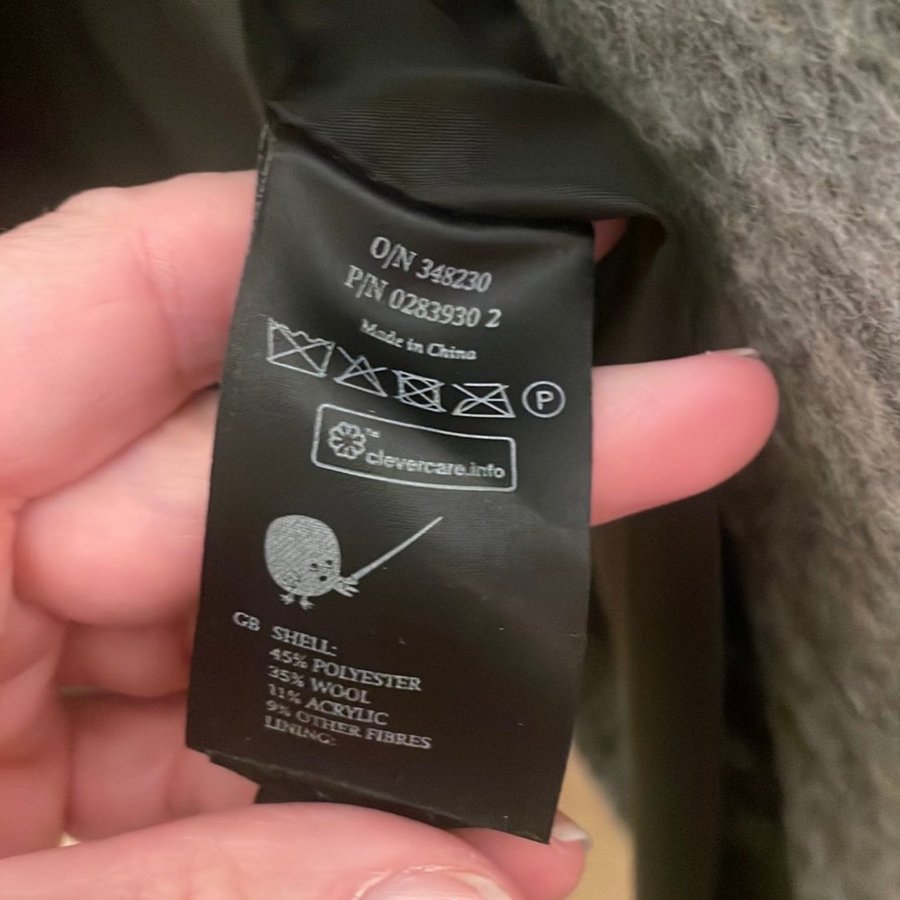 O/N 348230
P/N 0283930 2
Made in China
P
™
clevercare.info
GB SHELL:
45% POLYESTER
35% WOOL
11% ACRYLIC
9% OTHER FIBRES
LINING: